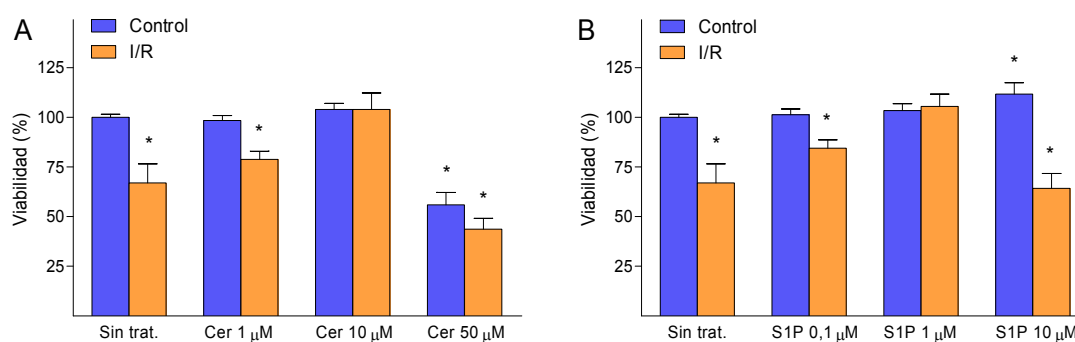 A
Control
I/R
125
100
75
50
25
Viabilidad (%)
*
*
*
*
Sin trat.
Cer 1 μM
Cer 10 μM
Cer 50 μM
B
Control
I/R
125
100
75
50
25
Viabilidad (%)
*
*
*
*
Sin trat.
S1P 0,1 μM
S1P 1 μM
S1P 10 μM